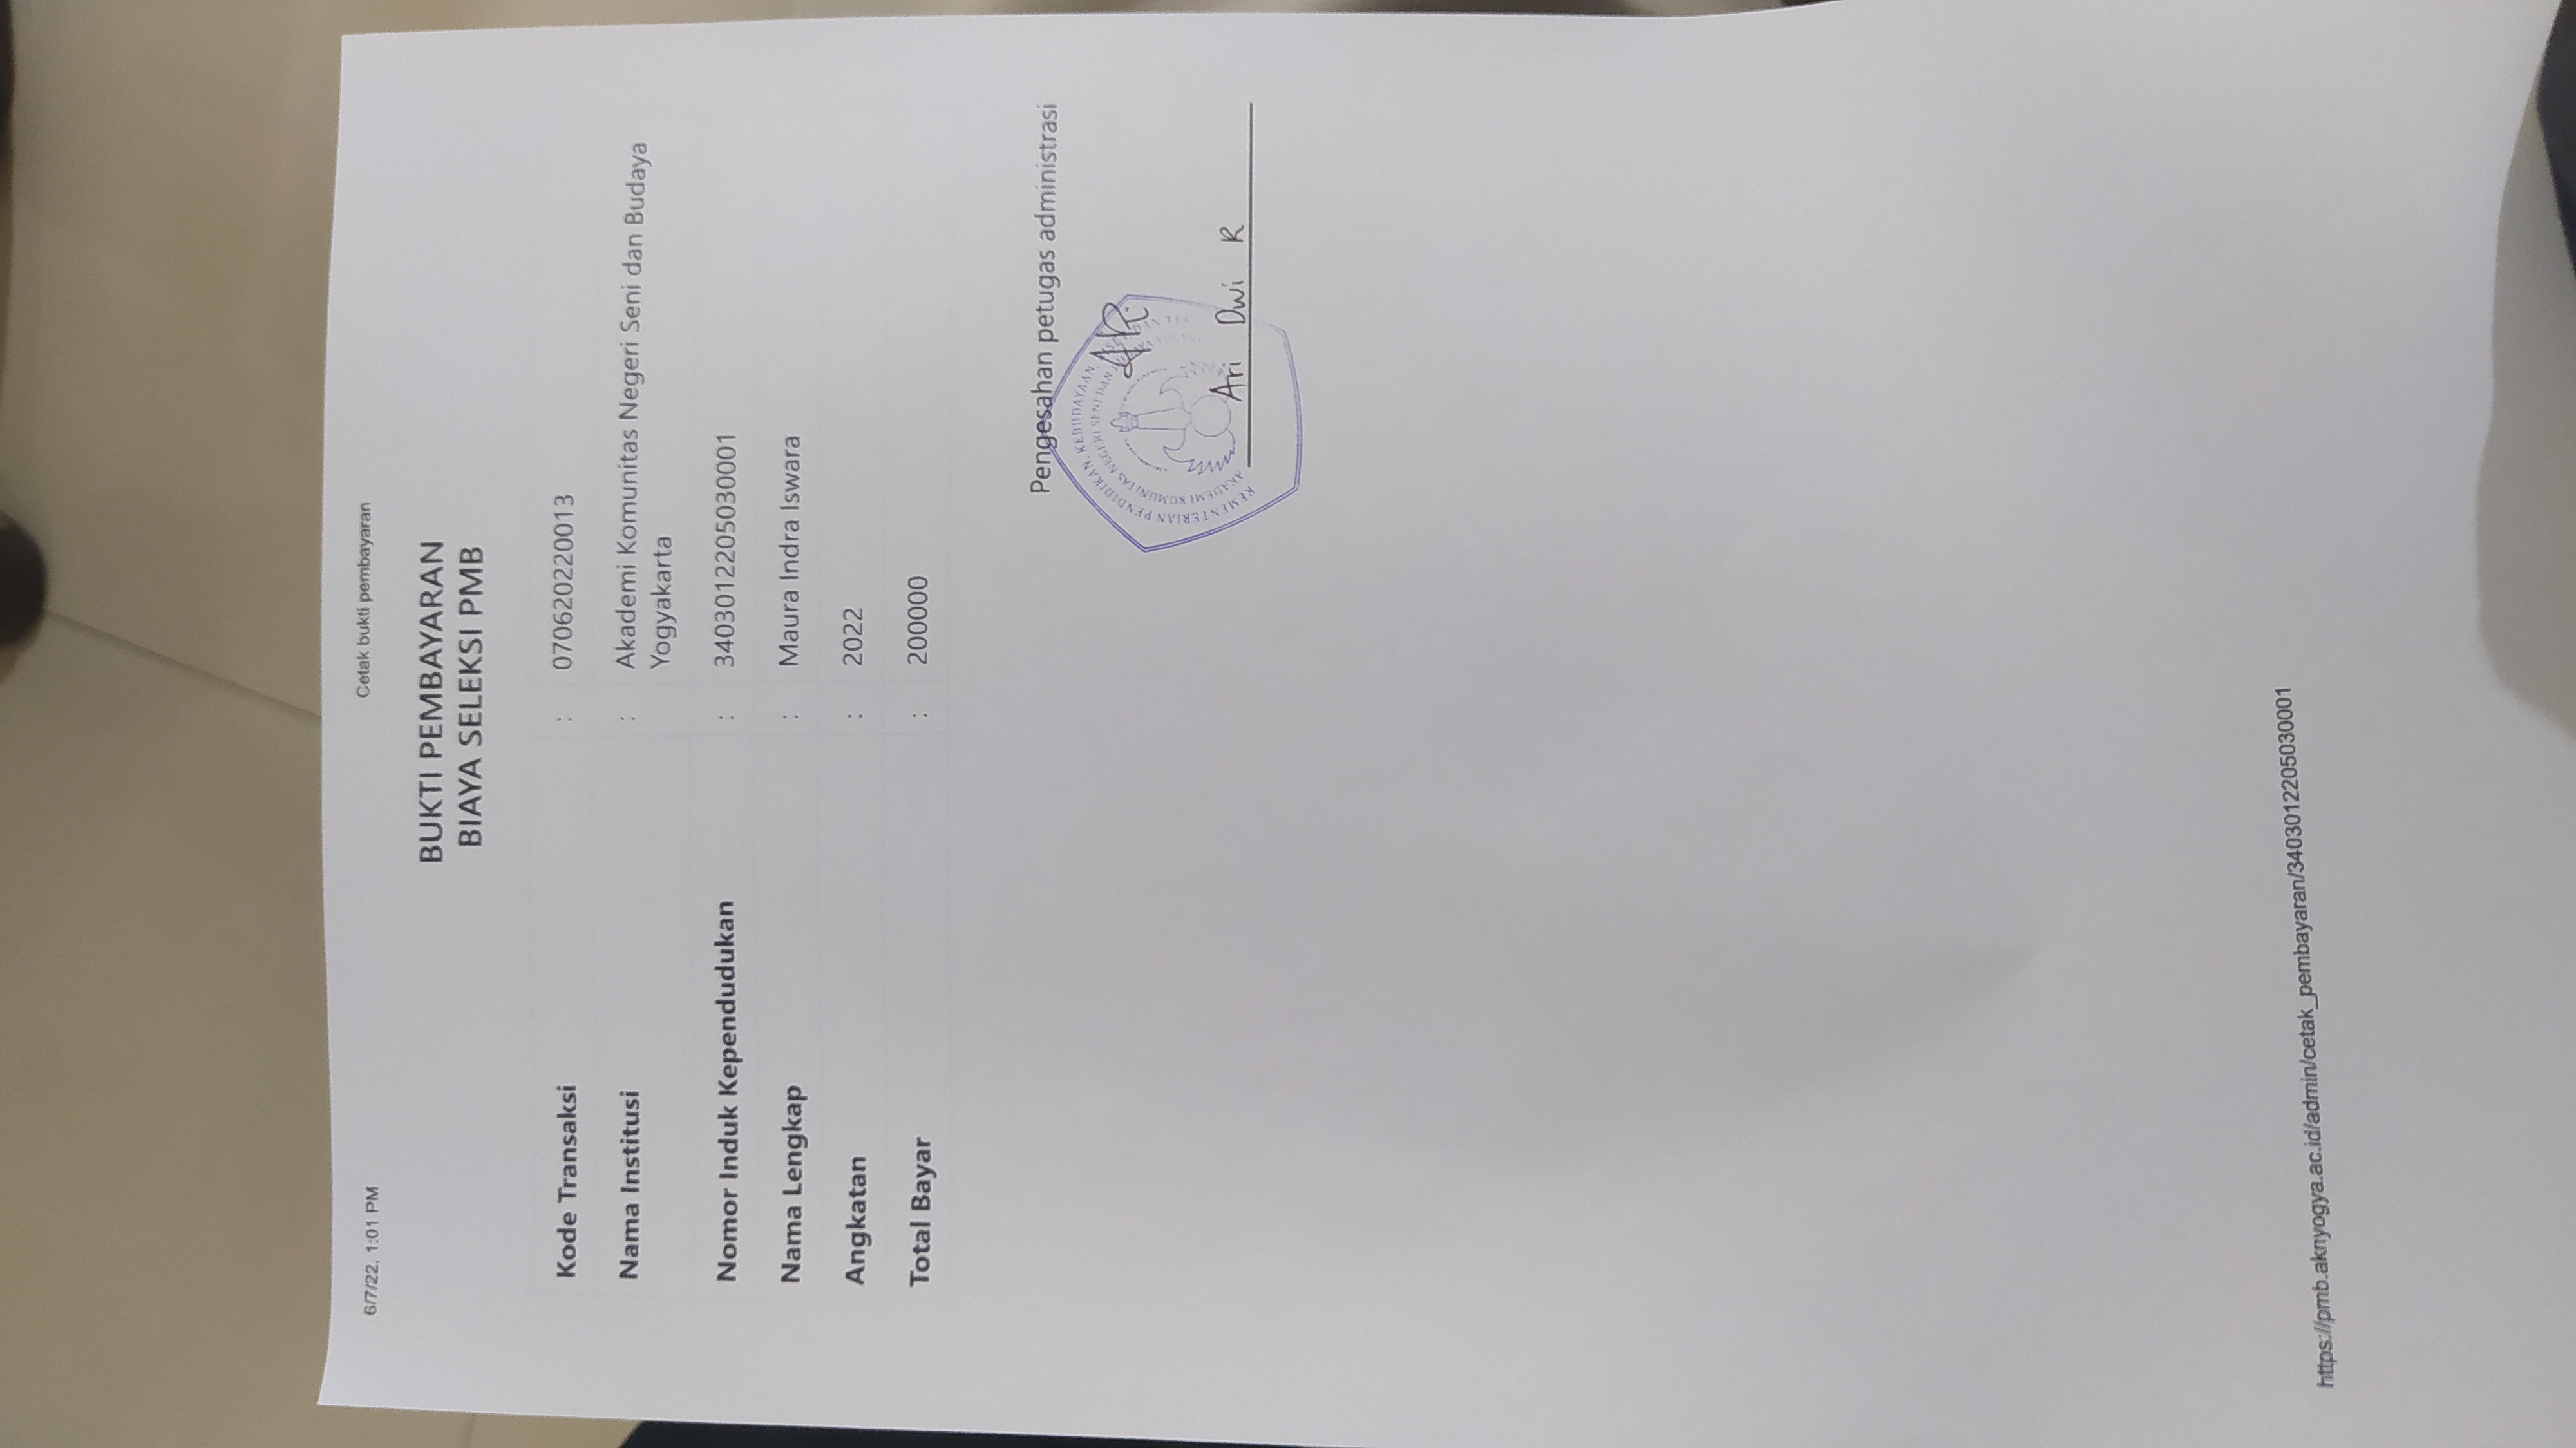 6/7/22, 1:01 PM
Cetak bukti pembayaran
BUKTI PEMBAYARAN
BIAYA SELEKSI PMB
Kode Transaksi : 070620220013
Nama Institusi : Akademi Komunitas Negeri Seni dan Budaya
Yogyakarta
Nomor Induk Kependudukan : 3403012205030001
Nama Lengkap : Maura Indra Iswara
Angkatan : 2022
Total Bayar : 200000
Pengesahan petugas administrasi
KEMENTERIAN PENDIDIKAN, KEBUDAYAAN
AKADEMI KOMUNITAS NEGERI SENI DAN
Ari Dwi R
https://pmb.aknyogya.ac.id/admin/cetak_pembayaran/3403012205030001